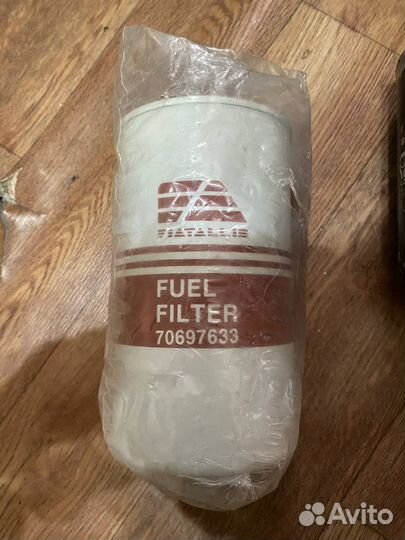 FIATALLIS
FUEL
FILTER
70697633
Avito